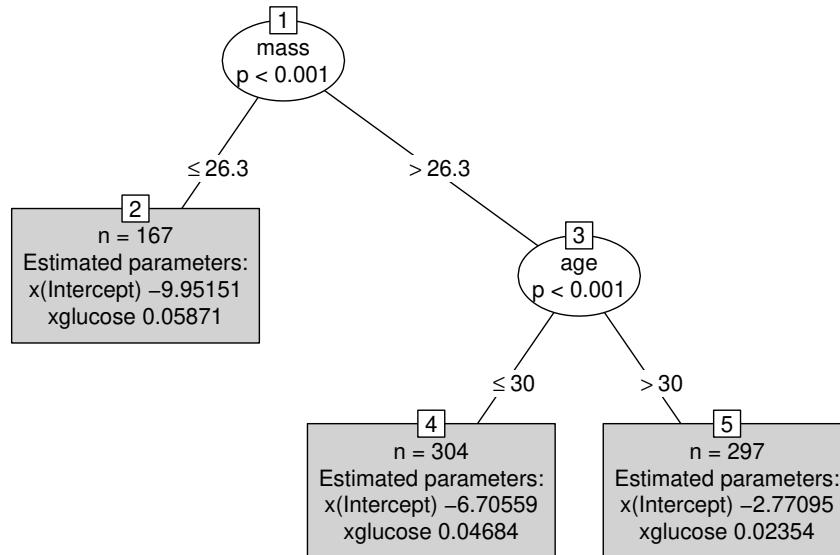 1
mass
p < 0.001
≤ 26.3
> 26.3
2
n = 167
Estimated parameters:
x(Intercept) −9.95151
xglucose 0.05871
3
age
p < 0.001
≤ 30
> 30
4
n = 304
Estimated parameters:
x(Intercept) −6.70559
xglucose 0.04684
5
n = 297
Estimated parameters:
x(Intercept) −2.77095
xglucose 0.02354